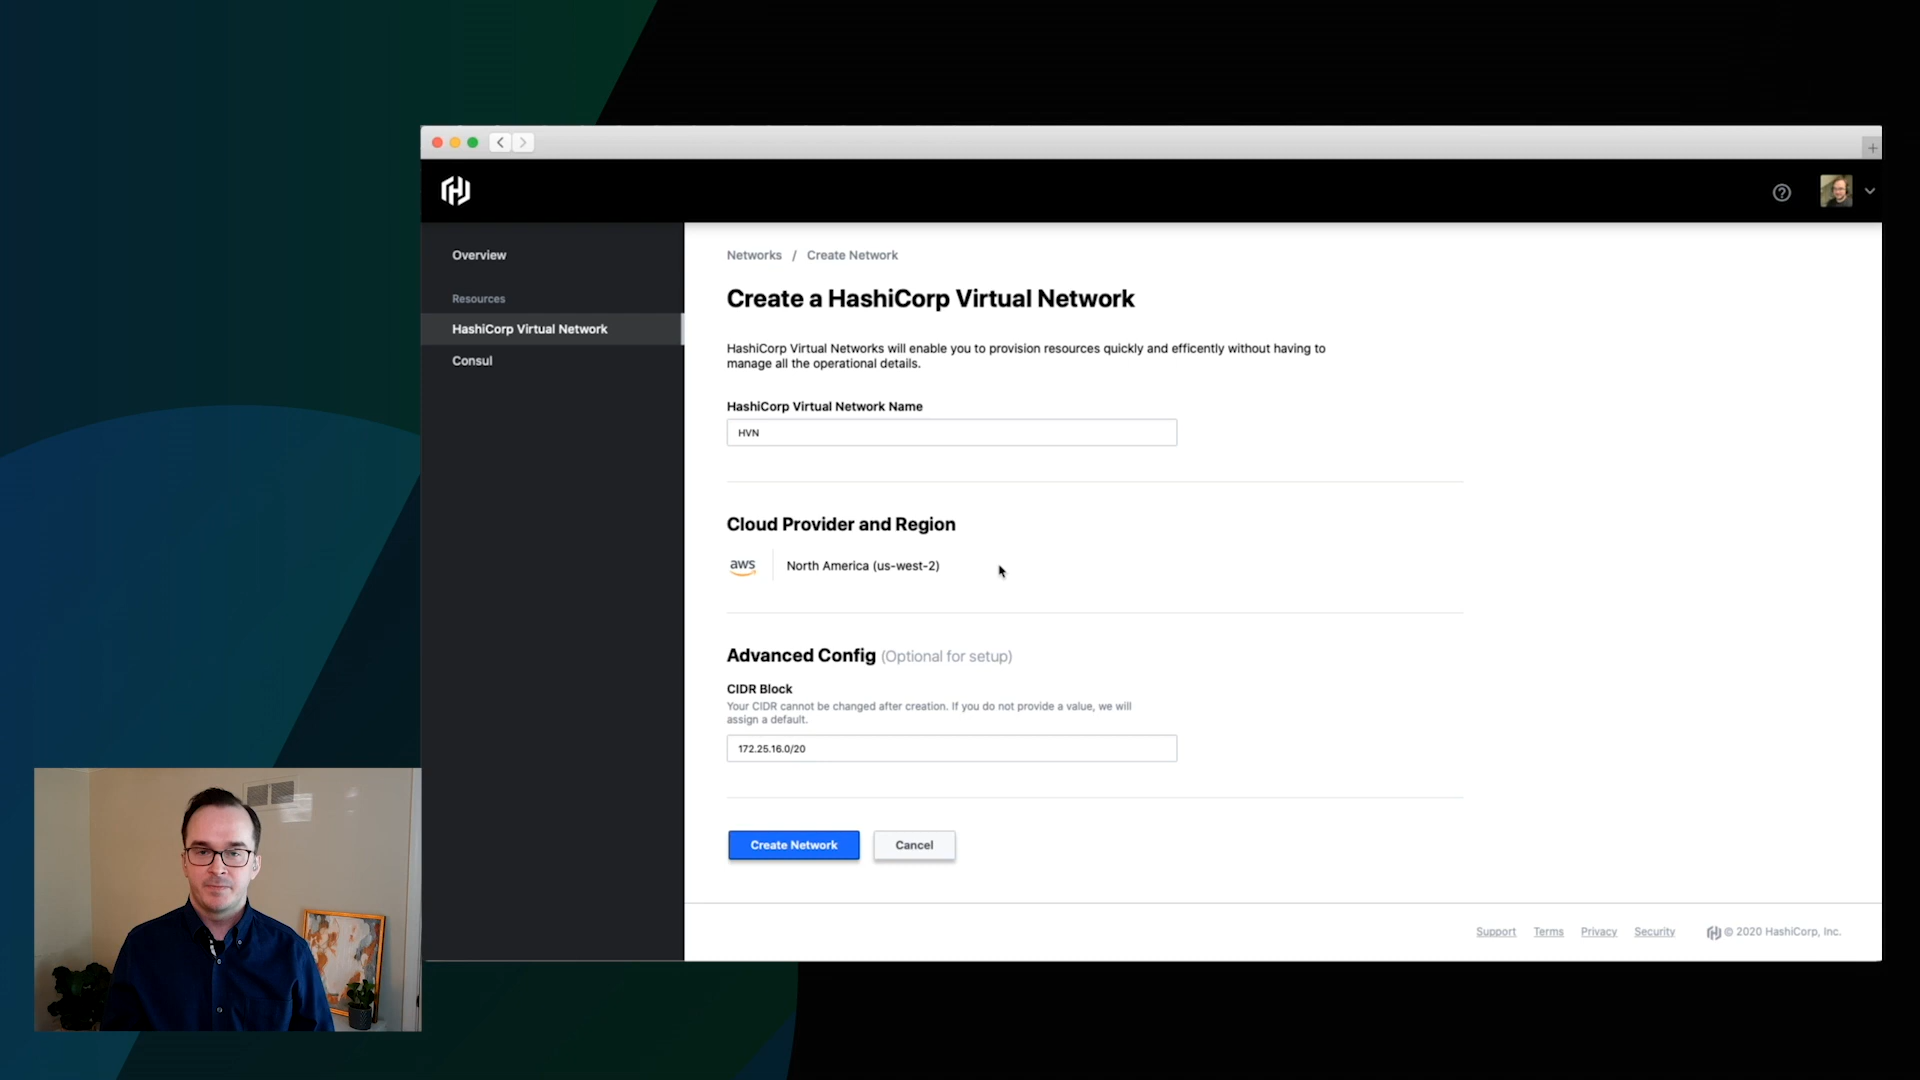 Overview
Resources
HashiCorp Virtual Network
Consul
Networks / Create Network
Create a HashiCorp Virtual Network
HashiCorp Virtual Networks will enable you to provision resources quickly and efficently without having to
manage all the operational details.
HashiCorp Virtual Network Name
HVN
Cloud Provider and Region
aws North America (us-west-2)
Advanced Config (Optional for setup)
CIDR Block
Your CIDR cannot be changed after creation. If you do not provide a value, we will
assign a default.
172.25.16.0/20
Create Network Cancel
Support Terms Privacy Security © 2020 HashiCorp, Inc.